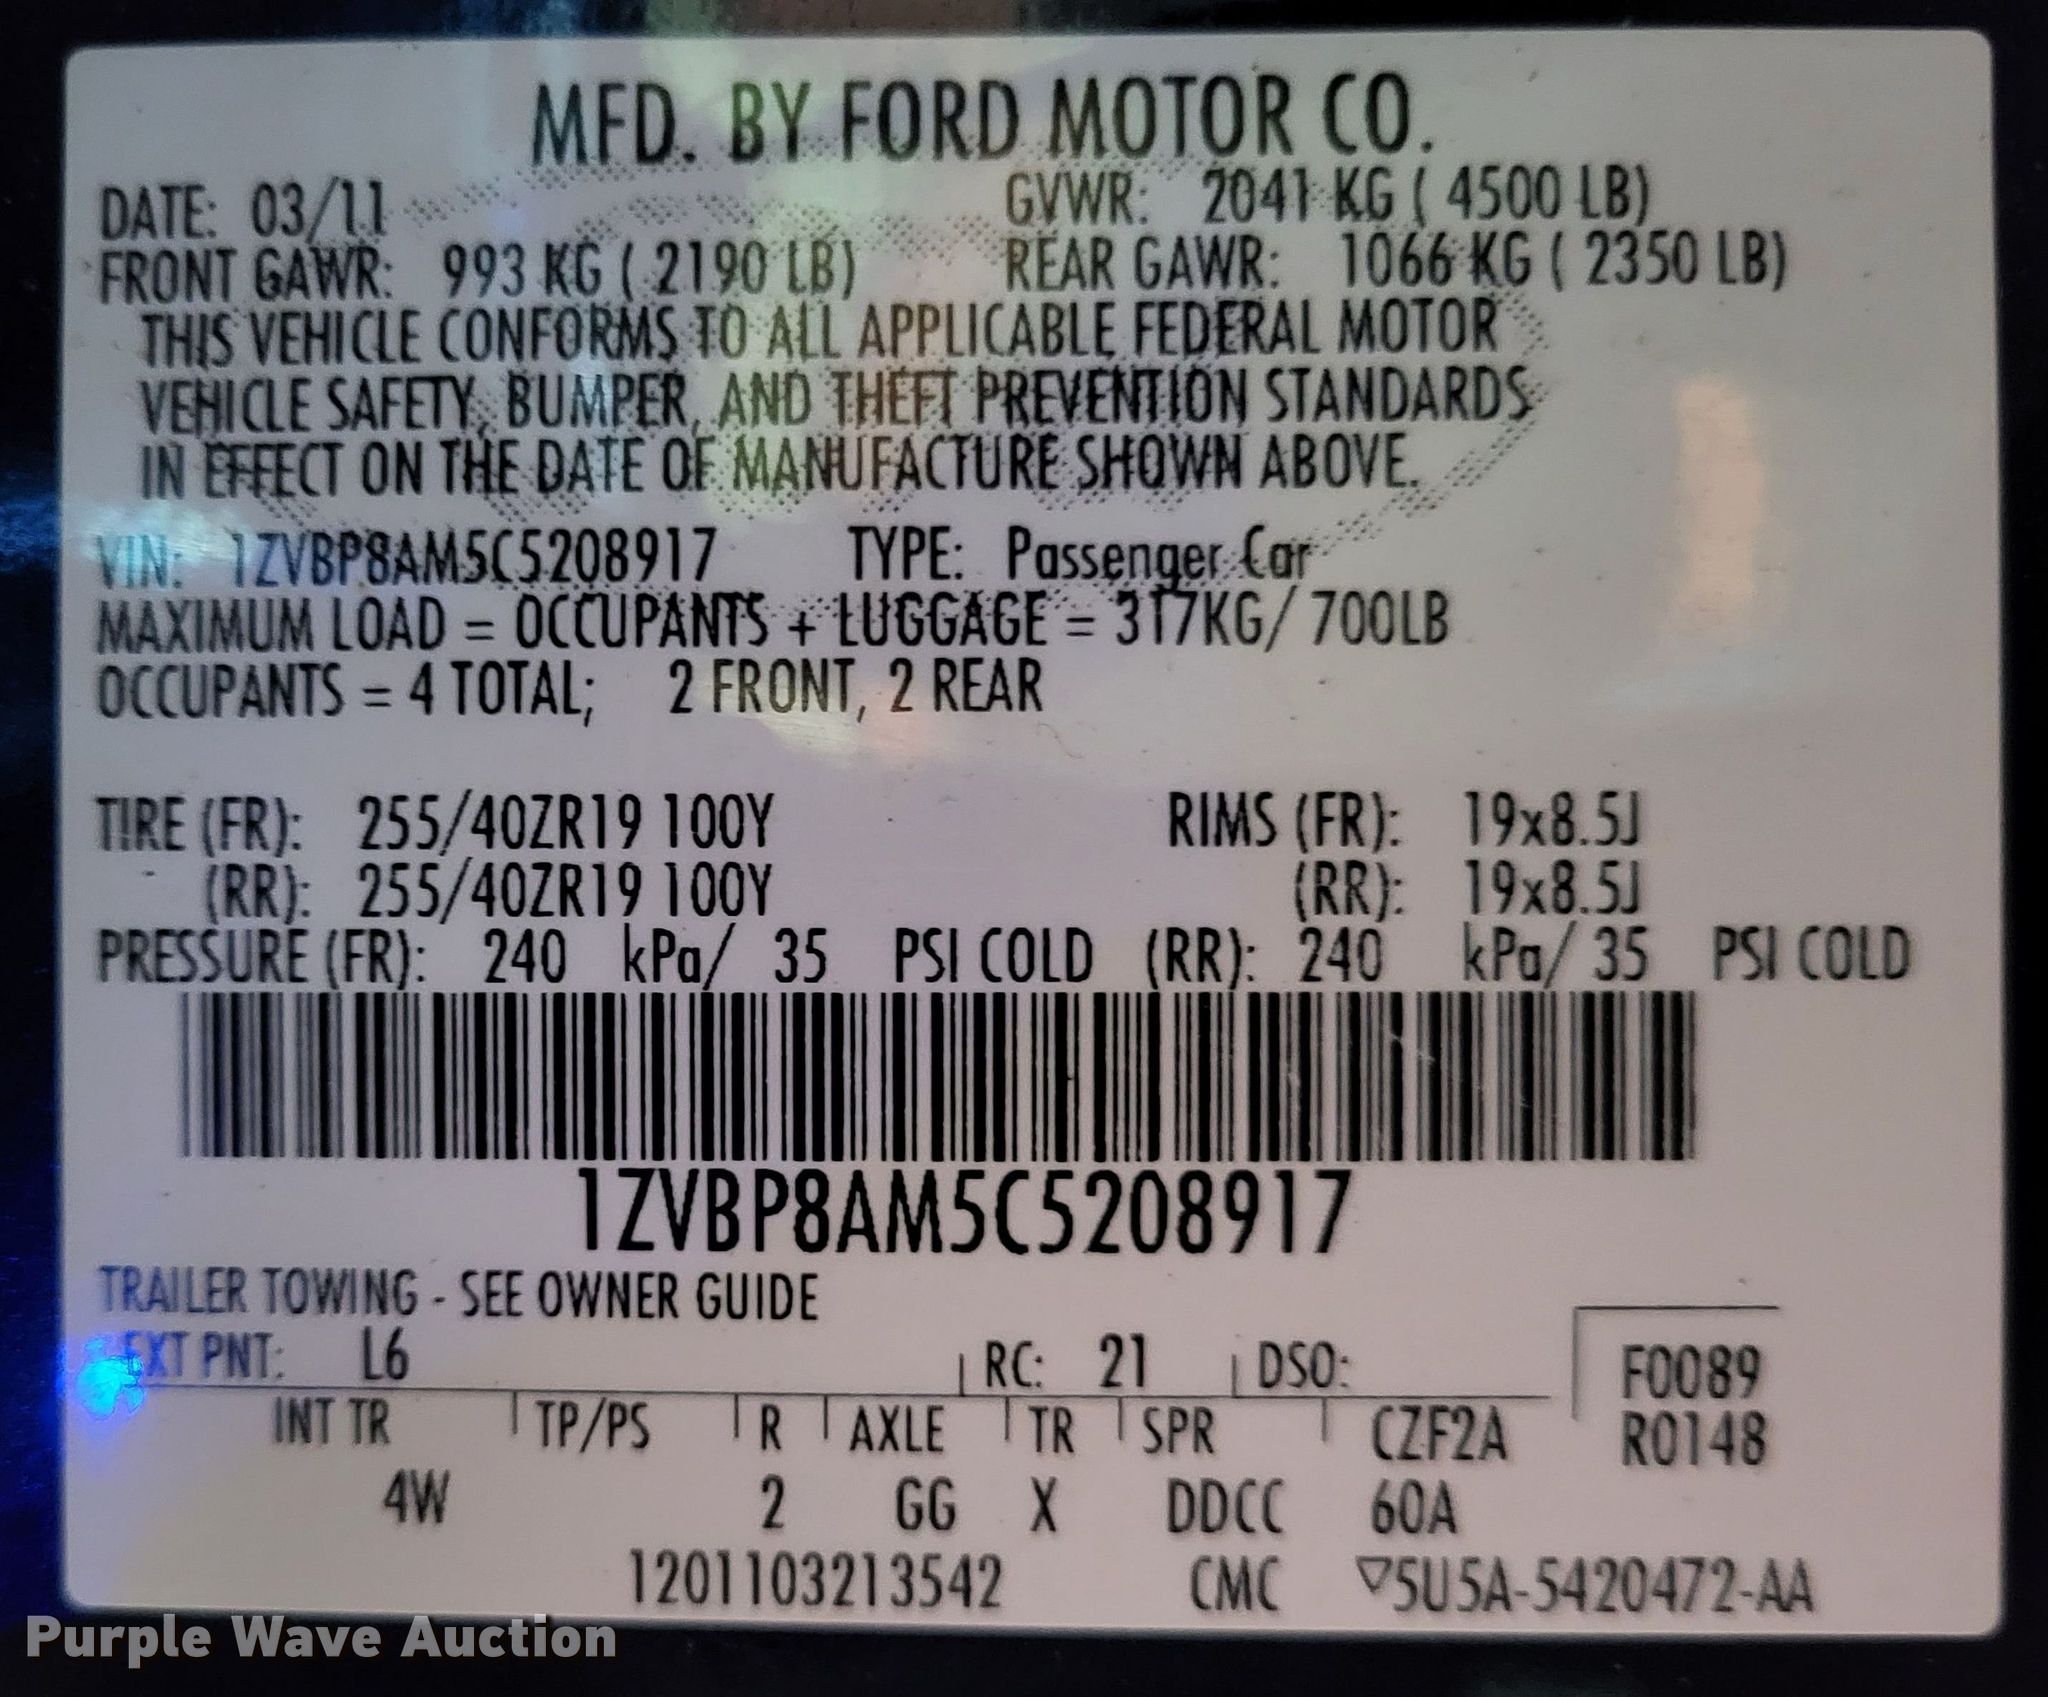 MFD. BY FORD MOTOR CO.
DATE: 03/11 GVWR: 2041 KG ( 4500 LB)
FRONT GAWR: 993 KG ( 2190 LB) REAR GAWR: 1066 KG ( 2350 LB)
THIS VEHICLE CONFORMS TO ALL APPLICABLE FEDERAL MOTOR
VEHICLE SAFETY, BUMPER, AND THEFT PREVENTION STANDARDS
IN EFFECT ON THE DATE OF MANUFACTURE SHOWN ABOVE.
VIN: 1ZVBP8AM5C5208917 TYPE: Passenger Car
MAXIMUM LOAD = OCCUPANTS + LUGGAGE = 317KG/ 700LB
OCCUPANTS = 4 TOTAL; 2 FRONT, 2 REAR
TIRE (FR): 255/40ZR19 100Y RIMS (FR): 19x8.5J
(RR): 255/40ZR19 100Y (RR): 19x8.5J
PRESSURE (FR): 240 kPa/ 35 PSI COLD (RR): 240 kPa/ 35 PSI COLD
1ZVBP8AM5C5208917
TRAILER TOWING - SEE OWNER GUIDE
EXT PNT: L6 RC: 21 DSO: F0089
INT TR TP/PS R AXLE TR SPR CZF2A R0148
4W 2 GG X DDCC 60A
1201103213542 CMC ▽5U5A-5420472-AA
Purple Wave Auction